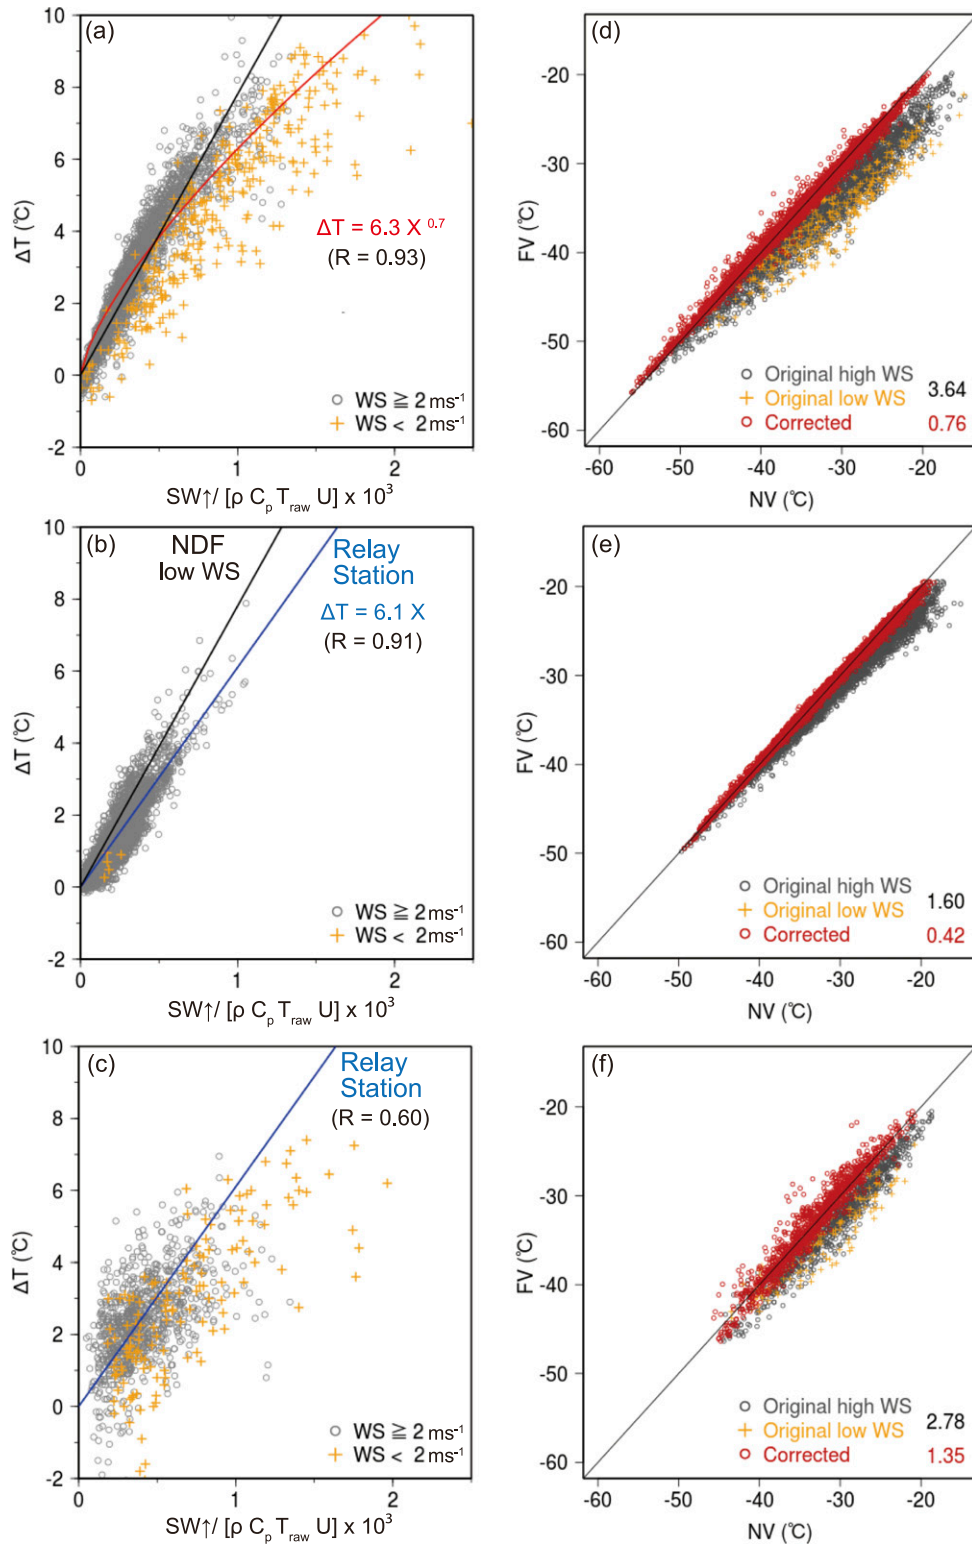 (a)
10
8
6
4
2
0
-2
ΔT (℃)
ΔT = 6.3 X 0.7
(R = 0.93)
WS ≧ 2 ms-1
WS < 2 ms-1
0
1
2
SW↑/ [ρ Cp Traw U] x 10³
(d)
-20
-30
-40
-50
-60
FV (℃)
Original high WS
3.64
Original low WS
Corrected
0.76
-60
-50
-40
-30
-20
NV (℃)
(b)
10
8
6
4
2
0
-2
ΔT (℃)
NDF
low WS
Relay
Station
ΔT = 6.1 X
(R = 0.91)
WS ≧ 2 ms-1
WS < 2ms-1
0
1
2
SW↑/ [ρ Cp Traw U] x 10³
(e)
-20
-30
-40
-50
-60
FV (℃)
Original high WS
1.60
Original low WS
Corrected
0.42
-60
-50
-40
-30
-20
NV (℃)
(c)
10
8
6
4
2
0
-2
ΔT (℃)
Relay
Station
(R = 0.60)
WS ≧ 2 ms-1
WS < 2 ms-1
0
1
2
SW↑/ [ρ Cp Traw U] x 10³
(f)
-20
-30
-40
-50
-60
FV (℃)
Original high WS
2.78
Original low WS
Corrected
1.35
-60
-50
-40
-30
-20
NV (℃)